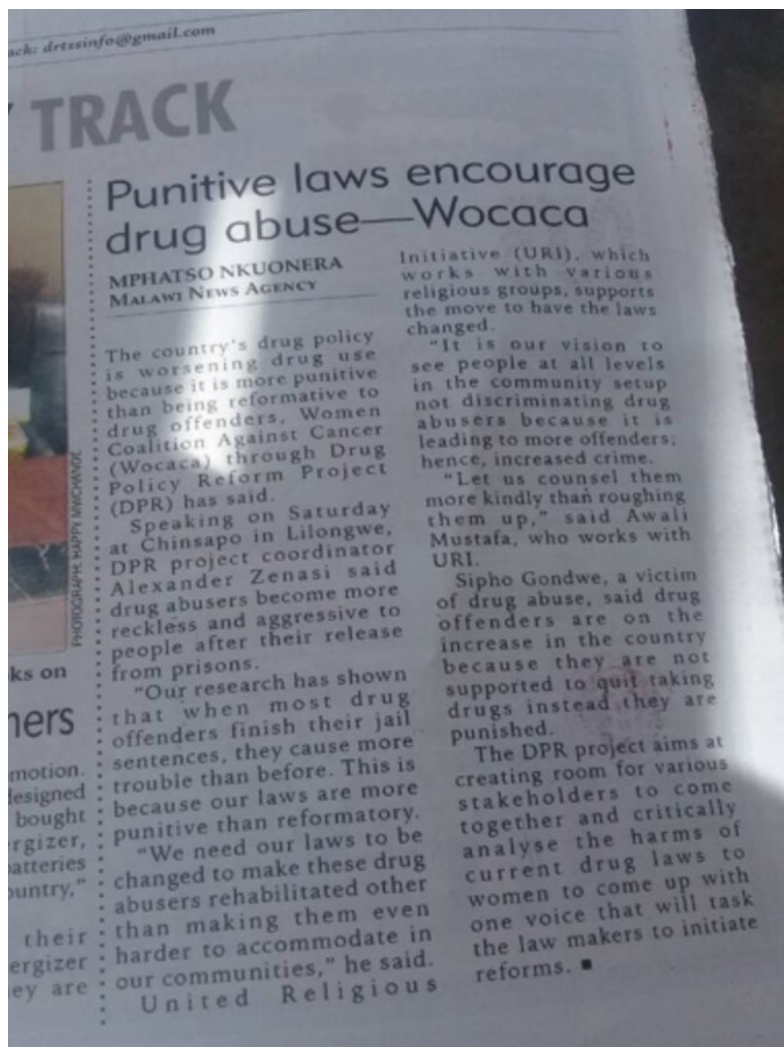 ack: drtssinfo@gmail.com
TRACK
Punitive laws encourage
drug abuse—Wocaca
MPHATSO NKUONERA
MALAWI NEWS AGENCY
The country's drug policy
is worsening drug use
because it is more punitive
than being reformative to
drug offenders, Women
Coalition Against Cancer
(Wocaca) through Drug
Policy Reform Project
(DPR) has said.
Speaking on Saturday
at Chinsapo in Lilongwe,
DPR project coordinator
Alexander Zenasi said
drug abusers become more
reckless and aggressive to
people after their release
from prisons.
"Our research has shown
that when most drug
offenders finish their jail
sentences, they cause more
trouble than before. This is
because our laws are more
punitive than reformatory.
"We need our laws to be
changed to make these drug
abusers rehabilitated other
than making them even
harder to accommodate in
our communities," he said.
United Religious
Initiative (URI), which
works with various
religious groups, supports
the move to have the laws
changed.
"It is our vision to
see people at all levels
in the community setup
not discriminating drug
abusers because it is
leading to more offenders;
hence, increased crime.
"Let us counsel them
more kindly than roughing
them up," said Awali
Mustafa, who works with
URI.
Sipho Gondwe, a victim
of drug abuse, said drug
offenders are on the
increase in the country
because they are not
supported to quit taking
drugs instead they are
punished.
The DPR project aims at
creating room for various
stakeholders to come
together and critically
analyse the harms of
current drug laws to
women to come up with
one voice that will task
the law makers to initiate
reforms. ■
PHOTOGRAPH: HAPPY MWCHANDE
ks on
ners
motion.
designed
bought
rgizer,
batteries
ountry,"
their
ergizer
ey are